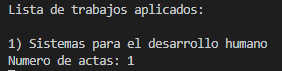 Lista de trabajos aplicados:
1) Sistemas para el desarrollo humano
Numero de actas: 1